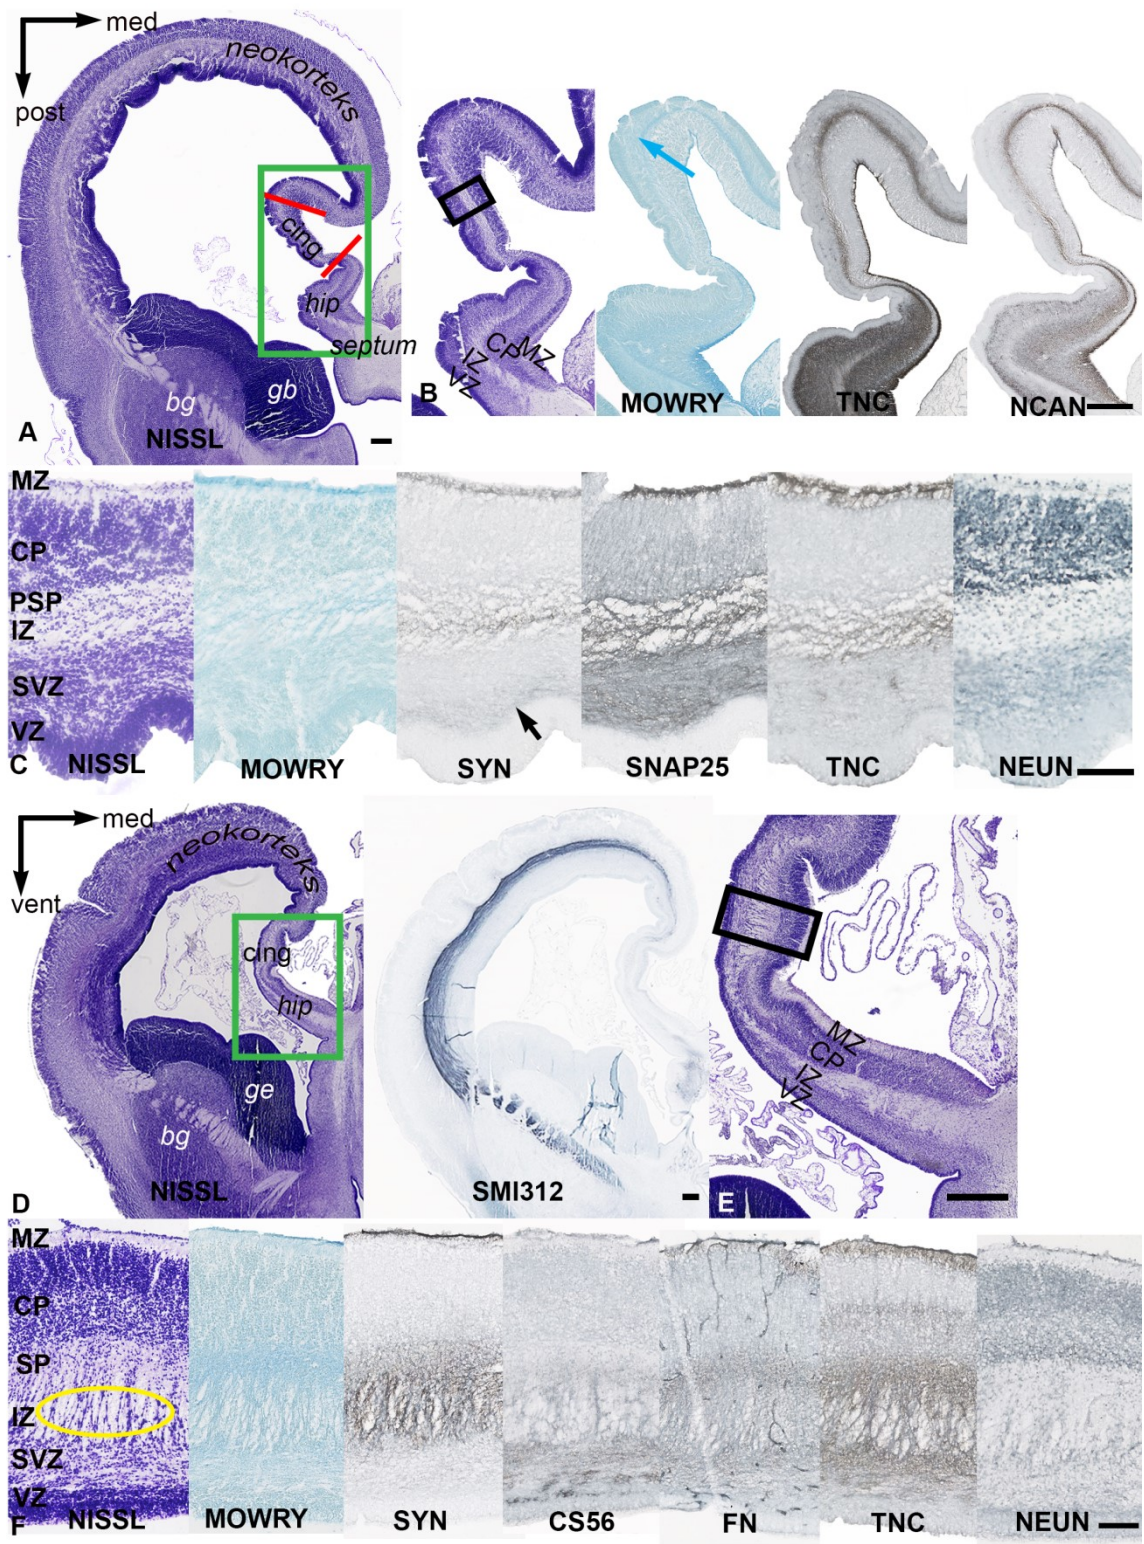 med
post
neokorteks
cing
hip
septum
gb
bg
NISSL
A
B
VZ
IZ
CP
MZ
MOWRY
TNC
NCAN
MZ
CP
PSP
IZ
SVZ
VZ
C
NISSL
MOWRY
SYN
SNAP25
TNC
NEUN
med
vent
neokorteks
cing
hip
ge
bg
NISSL
D
SMI312
MZ
CP
IZ
VZ
E
MZ
CP
SP
IZ
SVZ
VZ
F
NISSL
MOWRY
SYN
CS56
FN
TNC
NEUN